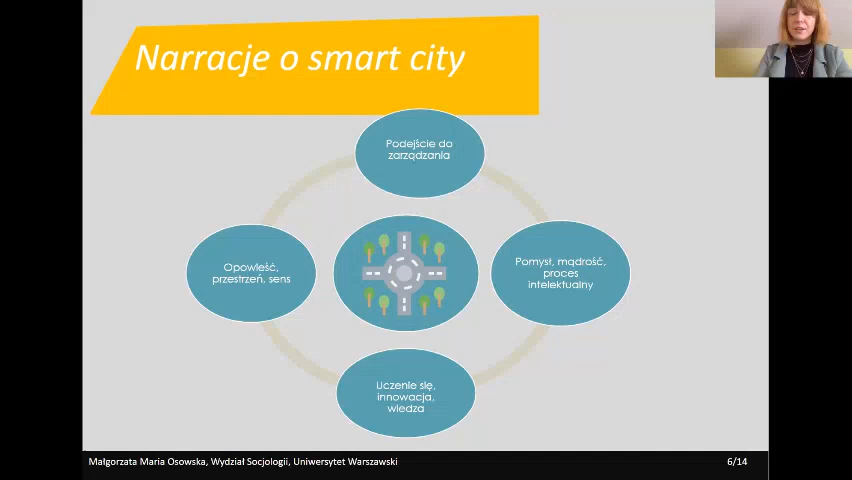 Narracje o smart city
Podejście do
zarządzania
Opowieść,
przestrzeń, sens
Pomysł, mądrość,
proces
intelektualny
Uczenie się,
innowacja,
wiedza
Małgorzata Maria Osowska, Wydział Socjologii, Uniwersytet Warszawski
6/14